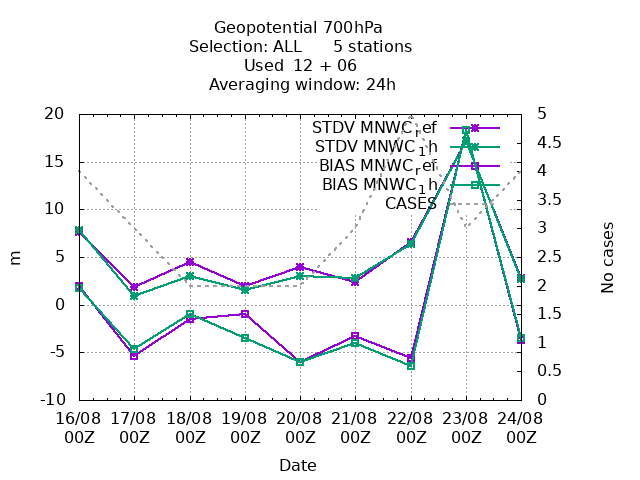 Geopotential 700hPa
Selection: ALL 5 stations
Used 12 + 06
Averaging window: 24h
STDV MNWC_ref
STDV MNWC_1h
BIAS MNWC_ref
BIAS MNWC_1h
CASES
20
15
10
5
0
-5
-10
m
5
4.5
4
3.5
3
2.5
2
1.5
1
0.5
0
No cases
16/08 17/08 18/08 19/08 20/08 21/08 22/08 23/08 24/08
00Z 00Z 00Z 00Z 00Z 00Z 00Z 00Z 00Z
Date